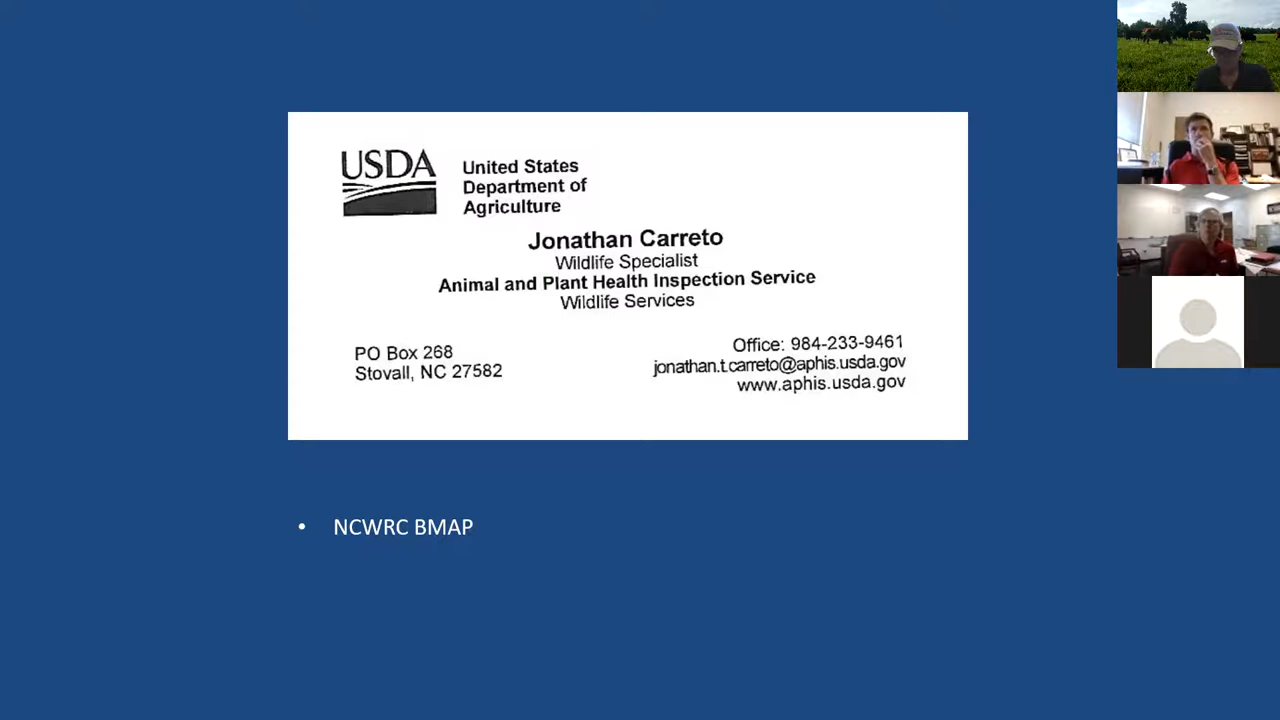 USDA
United States
Department of
Agriculture
Jonathan Carreto
Wildlife Specialist
Animal and Plant Health Inspection Service
Wildlife Services
PO Box 268
Stovall, NC 27582
Office: 984-233-9461
jonathan.t.carreto@aphis.usda.gov
www.aphis.usda.gov
• NCWRC BMAP